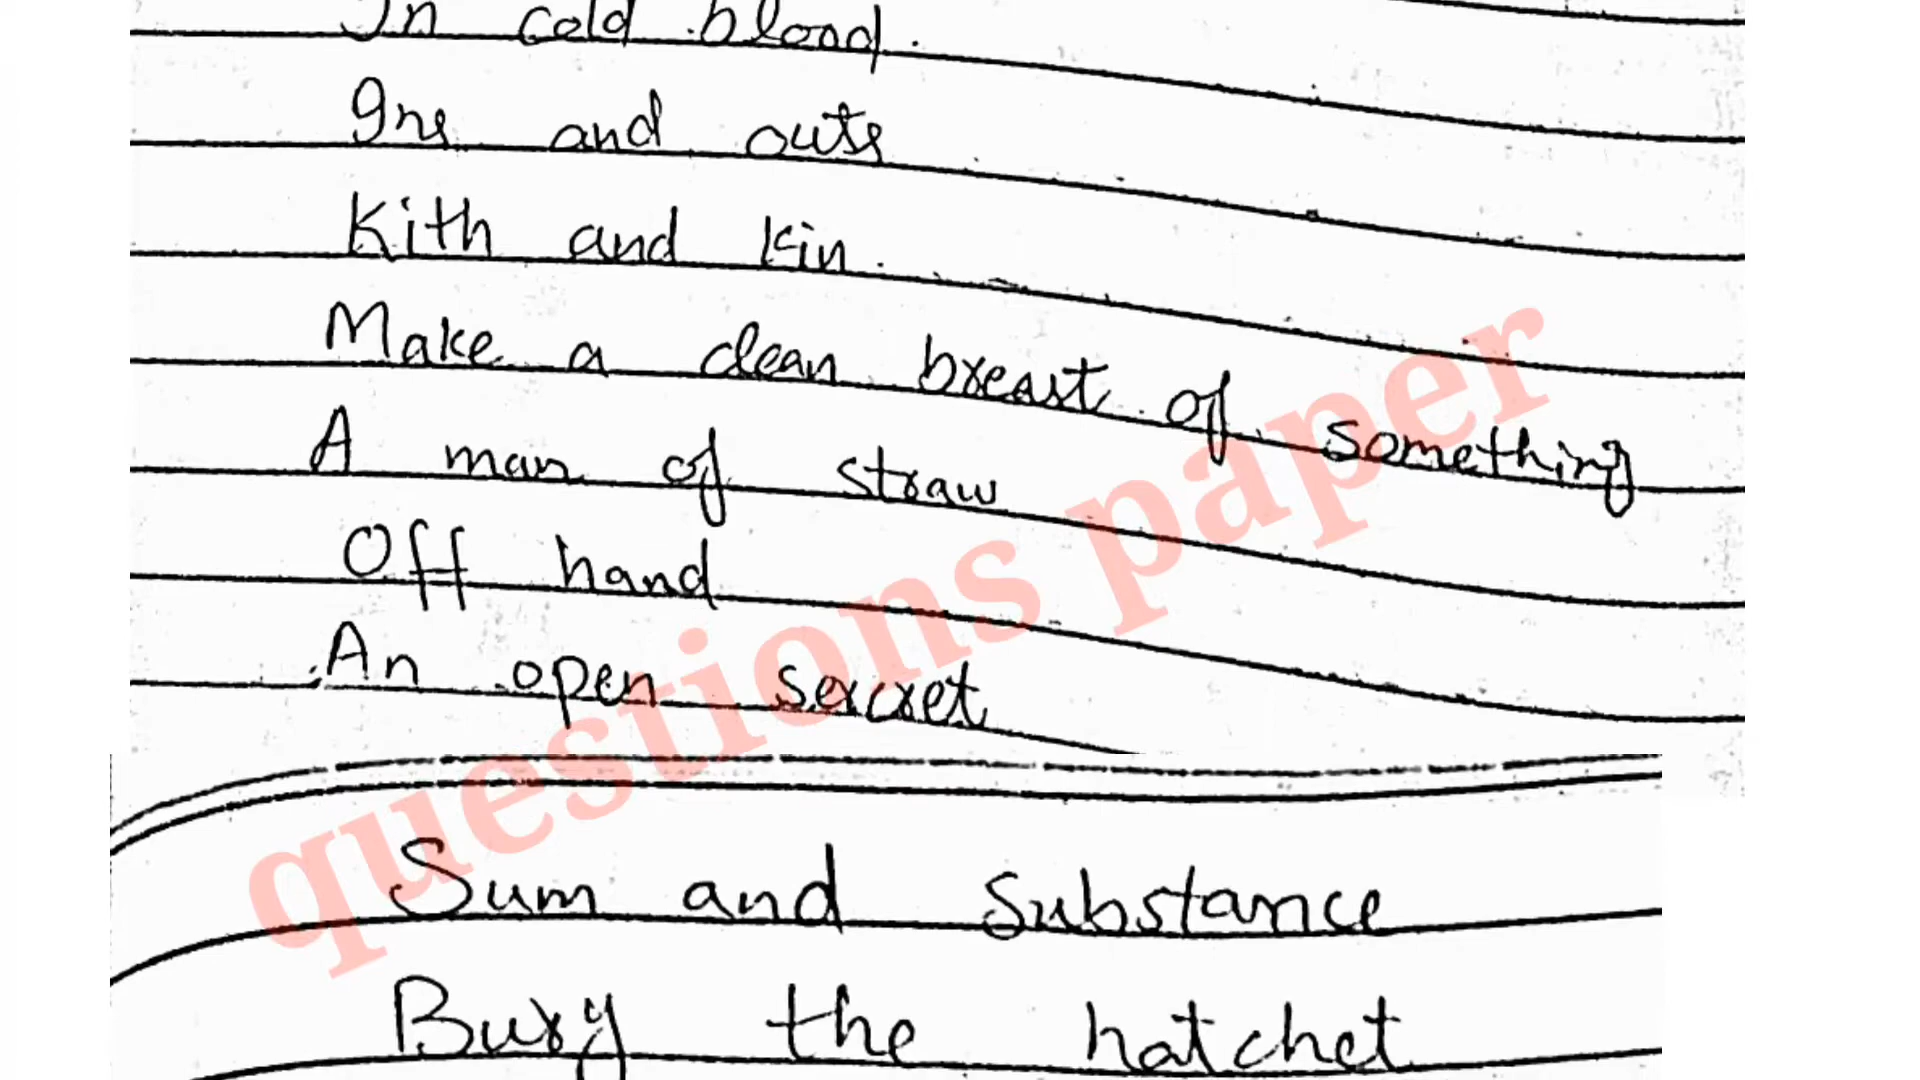 In cold blood.
Ins and outs
Kith and kin.
Make a clean breast of something
A man of straw
Off hand
An open secret
Sum and substance
Bury the hatchet
questions paper